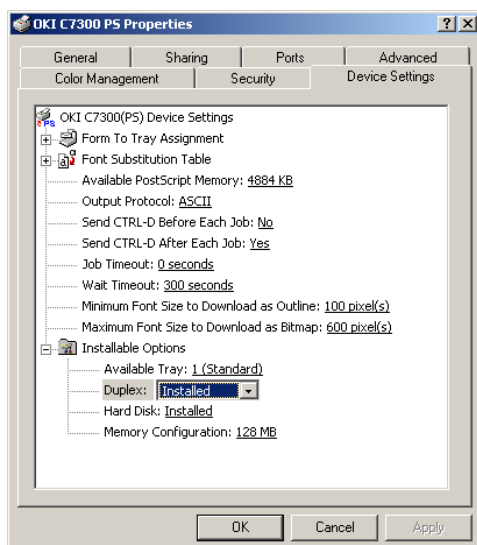 OKI C7300 PS Properties
General Sharing Ports Advanced
Color Management Security Device Settings
OKI C7300(PS) Device Settings
Form To Tray Assignment
Font Substitution Table
Available PostScript Memory: 4884 KB
Output Protocol: ASCII
Send CTRL-D Before Each Job: No
Send CTRL-D After Each Job: Yes
Job Timeout: 0 seconds
Wait Timeout: 300 seconds
Minimum Font Size to Download as Outline: 100 pixel(s)
Maximum Font Size to Download as Bitmap: 600 pixel(s)
Installable Options
Available Tray: 1 (Standard)
Duplex: Installed
Hard Disk: Installed
Memory Configuration: 128 MB
OK Cancel Apply